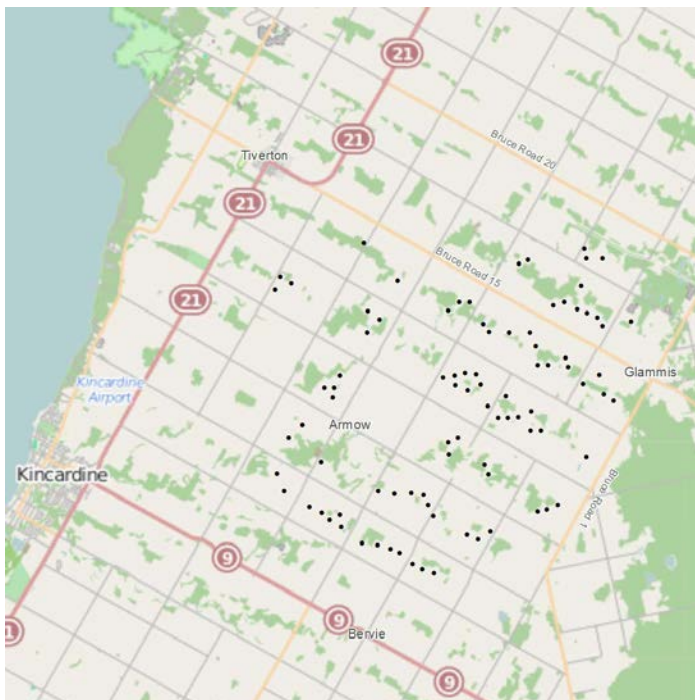 21
21
Bruce Road 20
Tiverton
21
Bruce Road 15
21
Glammis
Kincardine
Airport
Armow
Kincardine
Bruce Road 1
9
9
Bervie
9